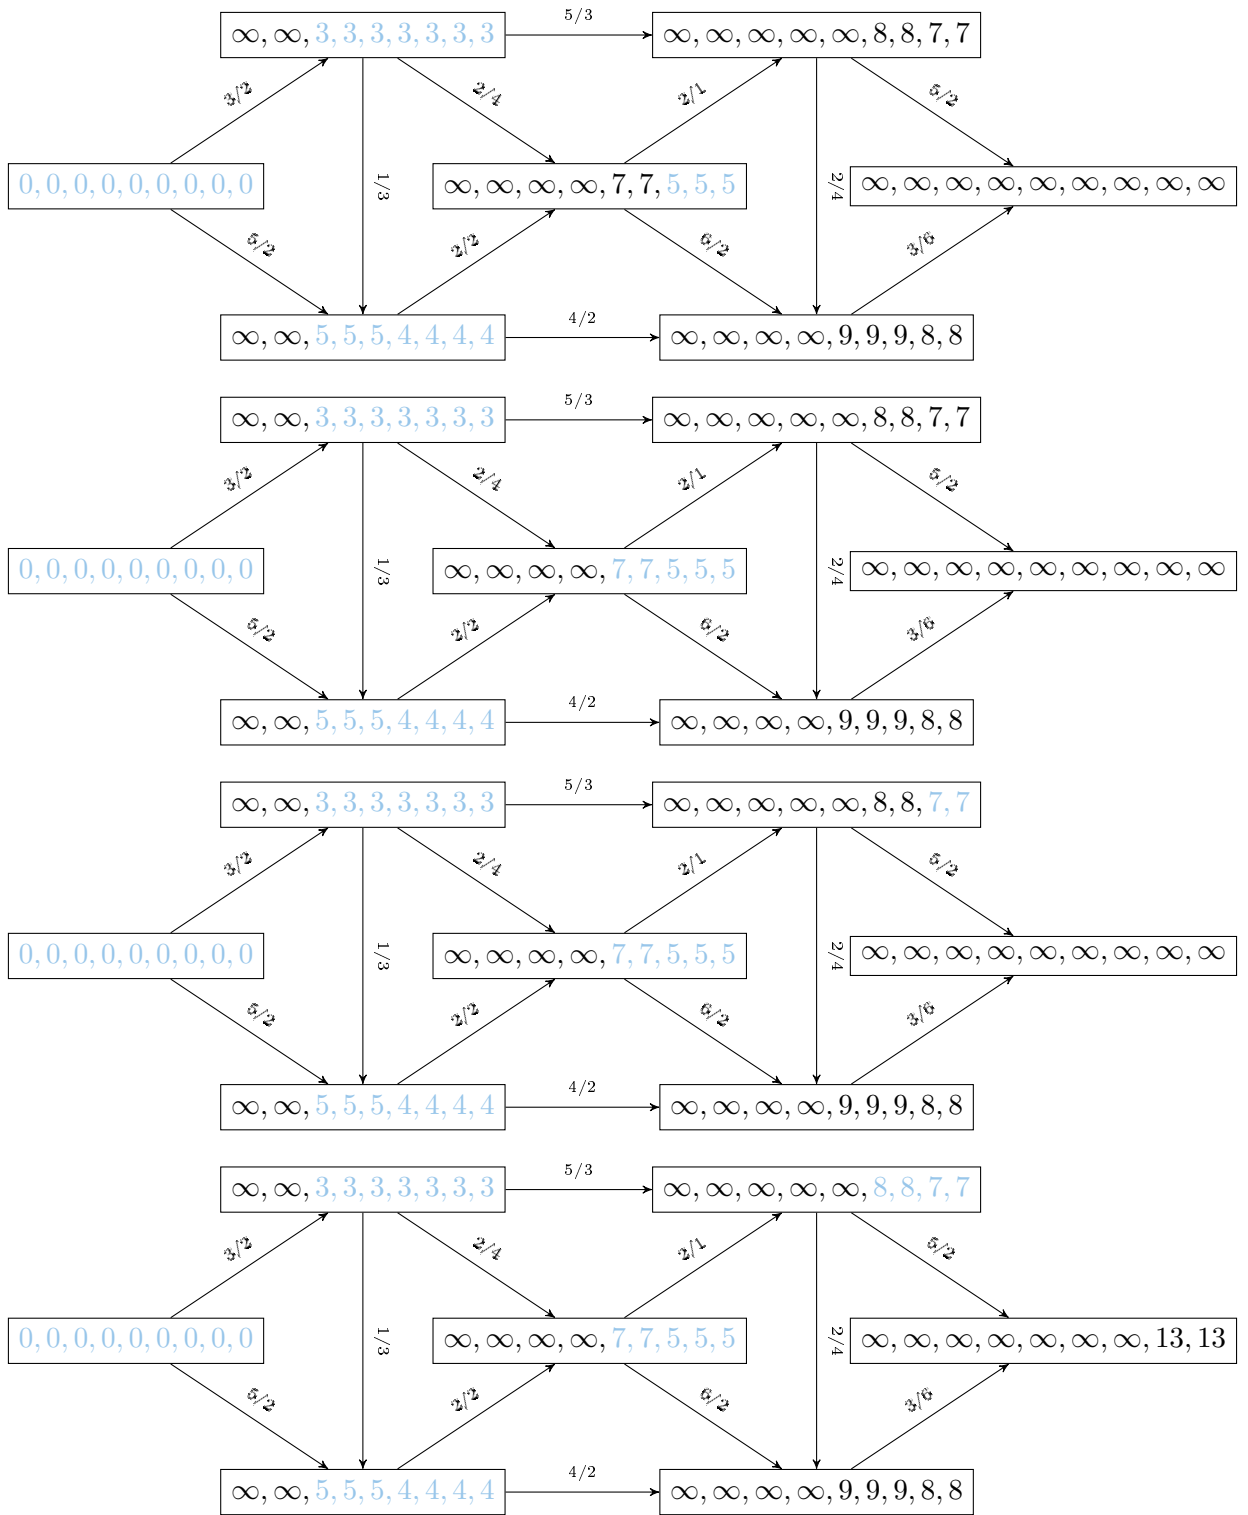 5/3
∞, ∞, 3, 3, 3, 3, 3, 3, 3
∞, ∞, ∞, ∞, ∞, 8, 8, 7, 7
3/2
2/4
2/1
5/2
0, 0, 0, 0, 0, 0, 0, 0, 0
1/3
∞, ∞, ∞, ∞, 7, 7, 5, 5, 5
2/4
∞, ∞, ∞, ∞, ∞, ∞, ∞, ∞, ∞
5/2
2/2
6/2
3/6
4/2
∞, ∞, 5, 5, 5, 4, 4, 4, 4
∞, ∞, ∞, ∞, 9, 9, 9, 8, 8
5/3
∞, ∞, 3, 3, 3, 3, 3, 3, 3
∞, ∞, ∞, ∞, ∞, 8, 8, 7, 7
3/2
2/4
2/1
5/2
0, 0, 0, 0, 0, 0, 0, 0, 0
1/3
∞, ∞, ∞, ∞, 7, 7, 5, 5, 5
2/4
∞, ∞, ∞, ∞, ∞, ∞, ∞, ∞, ∞
5/2
2/2
6/2
3/6
4/2
∞, ∞, 5, 5, 5, 4, 4, 4, 4
∞, ∞, ∞, ∞, 9, 9, 9, 8, 8
5/3
∞, ∞, 3, 3, 3, 3, 3, 3, 3
∞, ∞, ∞, ∞, ∞, 8, 8, 7, 7
3/2
2/4
2/1
5/2
0, 0, 0, 0, 0, 0, 0, 0, 0
1/3
∞, ∞, ∞, ∞, 7, 7, 5, 5, 5
2/4
∞, ∞, ∞, ∞, ∞, ∞, ∞, ∞, ∞
5/2
2/2
6/2
3/6
4/2
∞, ∞, 5, 5, 5, 4, 4, 4, 4
∞, ∞, ∞, ∞, 9, 9, 9, 8, 8
5/3
∞, ∞, 3, 3, 3, 3, 3, 3, 3
∞, ∞, ∞, ∞, ∞, 8, 8, 7, 7
3/2
2/4
2/1
5/2
0, 0, 0, 0, 0, 0, 0, 0, 0
1/3
∞, ∞, ∞, ∞, 7, 7, 5, 5, 5
2/4
∞, ∞, ∞, ∞, ∞, ∞, ∞, 13, 13
5/2
2/2
6/2
3/6
4/2
∞, ∞, 5, 5, 5, 4, 4, 4, 4
∞, ∞, ∞, ∞, 9, 9, 9, 8, 8